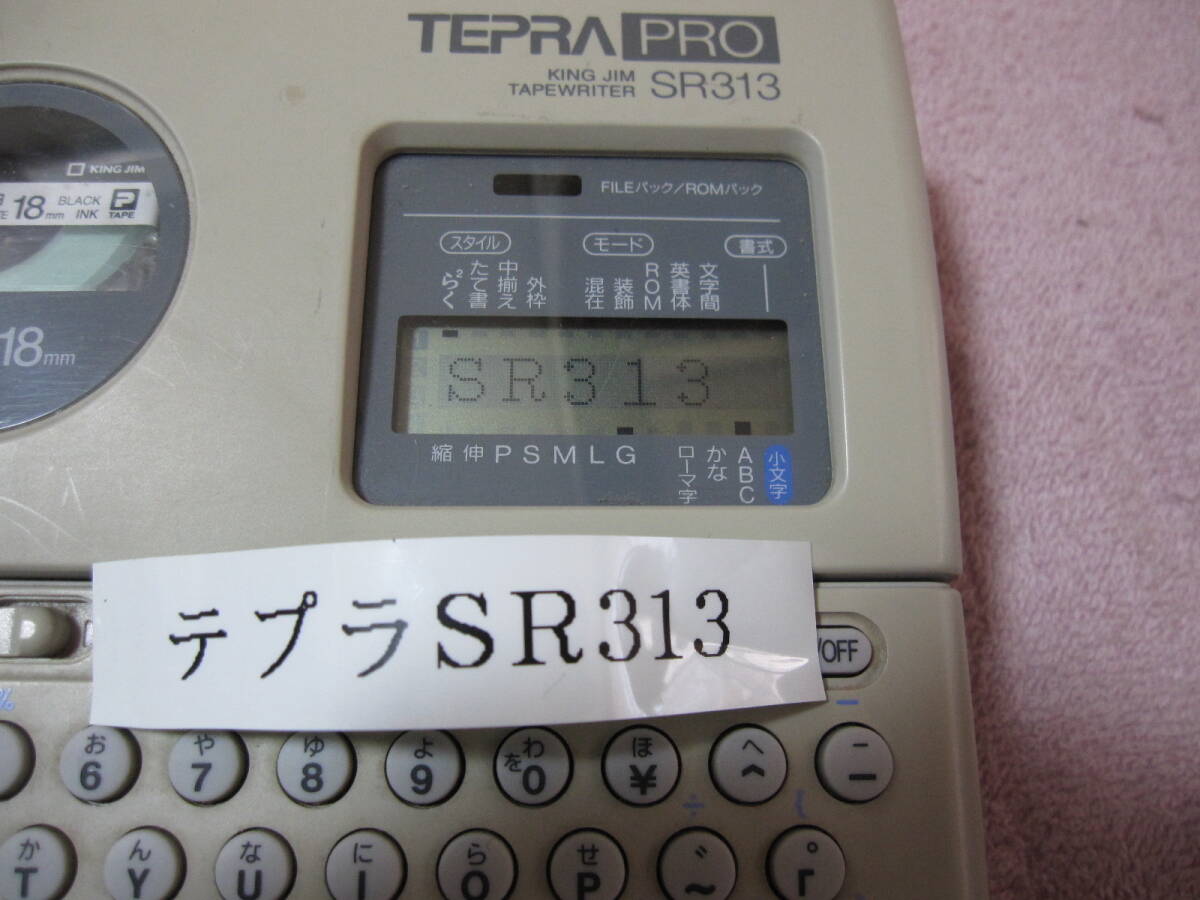 TEPRA PRO
KING JIM
TAPEWRITER SR313
KING JIM
18mm BLACK INK P TAPE
18mm
FILEパック/ROMパック
スタイル モード 書式
らく² たて書 中揃え 外枠 混在 装飾 ROM 英書体 文字間
SR313
縮 伸 P S M L G ローマ字 かな ABC 小文字
テプラSR313
/OFF
%
お 6 や 7 ゆ 8 よ 9 わ を 0 ほ ¥ へ ^ ー −
÷ {
か T ん Y な U に I ら O せ P ゛ ~ ゜ 「